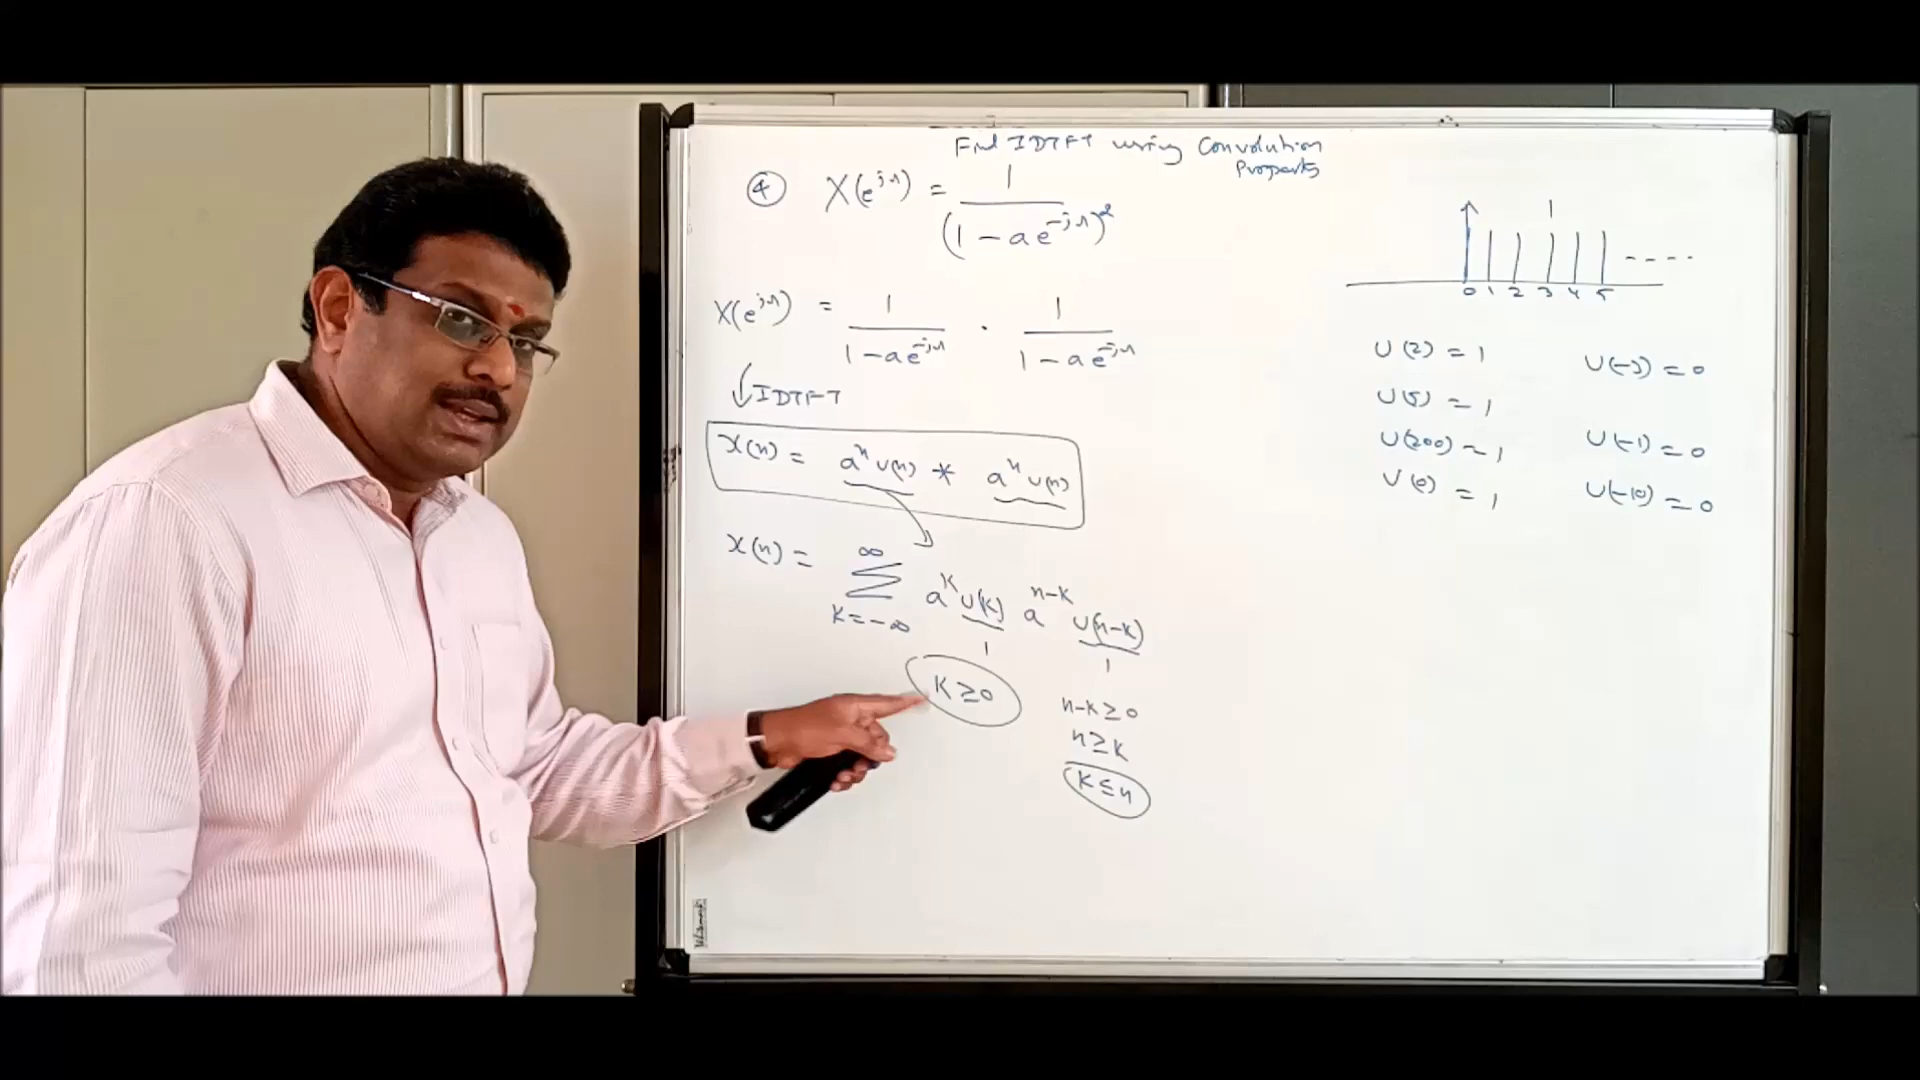 Find IDTFT using Convolution
Property
④ X(e^jΩ) = 1 / (1 - ae^-jΩ)^2
X(e^jΩ) = 1 / (1 - ae^-jΩ) . 1 / (1 - ae^-jΩ)
↓ IDTFT
x(n) = a^n u(n) * a^n u(n)
x(n) = ∑ k=-∞ ∞ a^k u(k) a^n-k u(n-k)
1 1
k ≥ 0
n-k ≥ 0
n ≥ k
k ≤ n
1
0 1 2 3 4 5 ----
u(2) = 1 u(-3) = 0
u(5) = 1
u(200) = 1 u(-1) = 0
u(0) = 1 u(-10) = 0